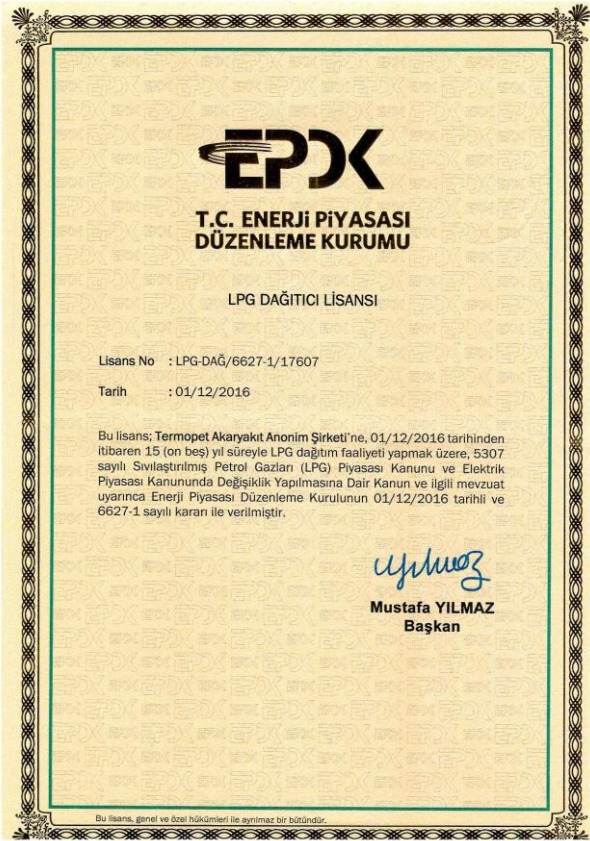 EPDK
T.C. ENERJi PiYASASI
DÜZENLEME KURUMU
LPG DAĞITICI LİSANSI
Lisans No : LPG-DAĞ/6627-1/17607
Tarih : 01/12/2016
Bu lisans; Termopet Akaryakıt Anonim Şirketi'ne, 01/12/2016 tarihinden
itibaren 15 (on beş) yıl süreyle LPG dağıtım faaliyeti yapmak üzere, 5307
sayılı Sıvılaştırılmış Petrol Gazları (LPG) Piyasası Kanunu ve Elektrik
Piyasası Kanununda Değişiklik Yapılmasına Dair Kanun ve ilgili mevzuat
uyarınca Enerji Piyasası Düzenleme Kurulunun 01/12/2016 tarihli ve
6627-1 sayılı kararı ile verilmiştir.
yılmaz
Mustafa YILMAZ
Başkan
Bu lisans, genel ve özel hükümleri ile ayrılmaz bir bütündür.